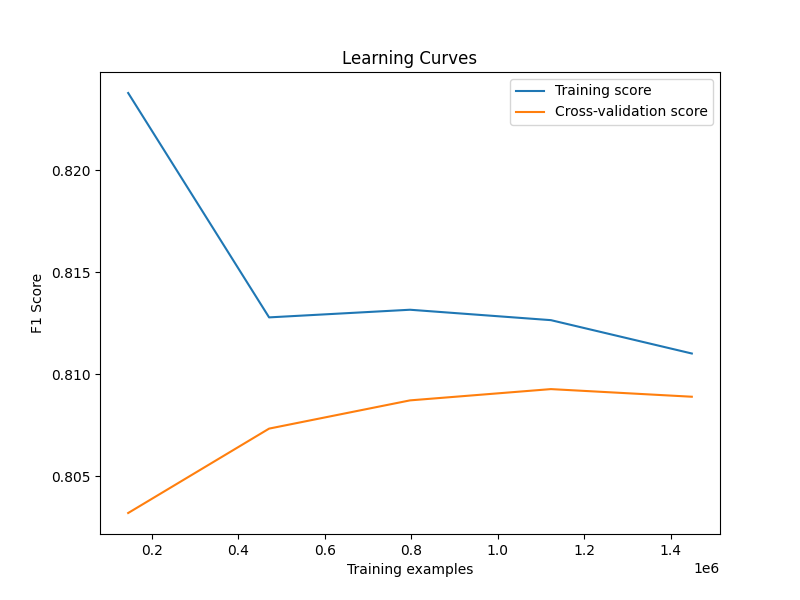 Learning Curves
Training score
Cross-validation score
0.820
0.815
0.810
0.805
F1 Score
0.2 0.4 0.6 0.8 1.0 1.2 1.4
1e6
Training examples